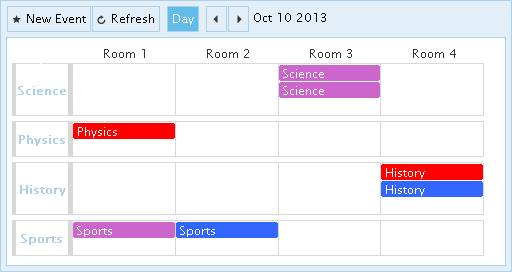 New Event Refresh Day Oct 10 2013
Room 1 Room 2 Room 3 Room 4
Science
Science
Science
Physics
Physics
History
History
History
Sports
Sports
Sports